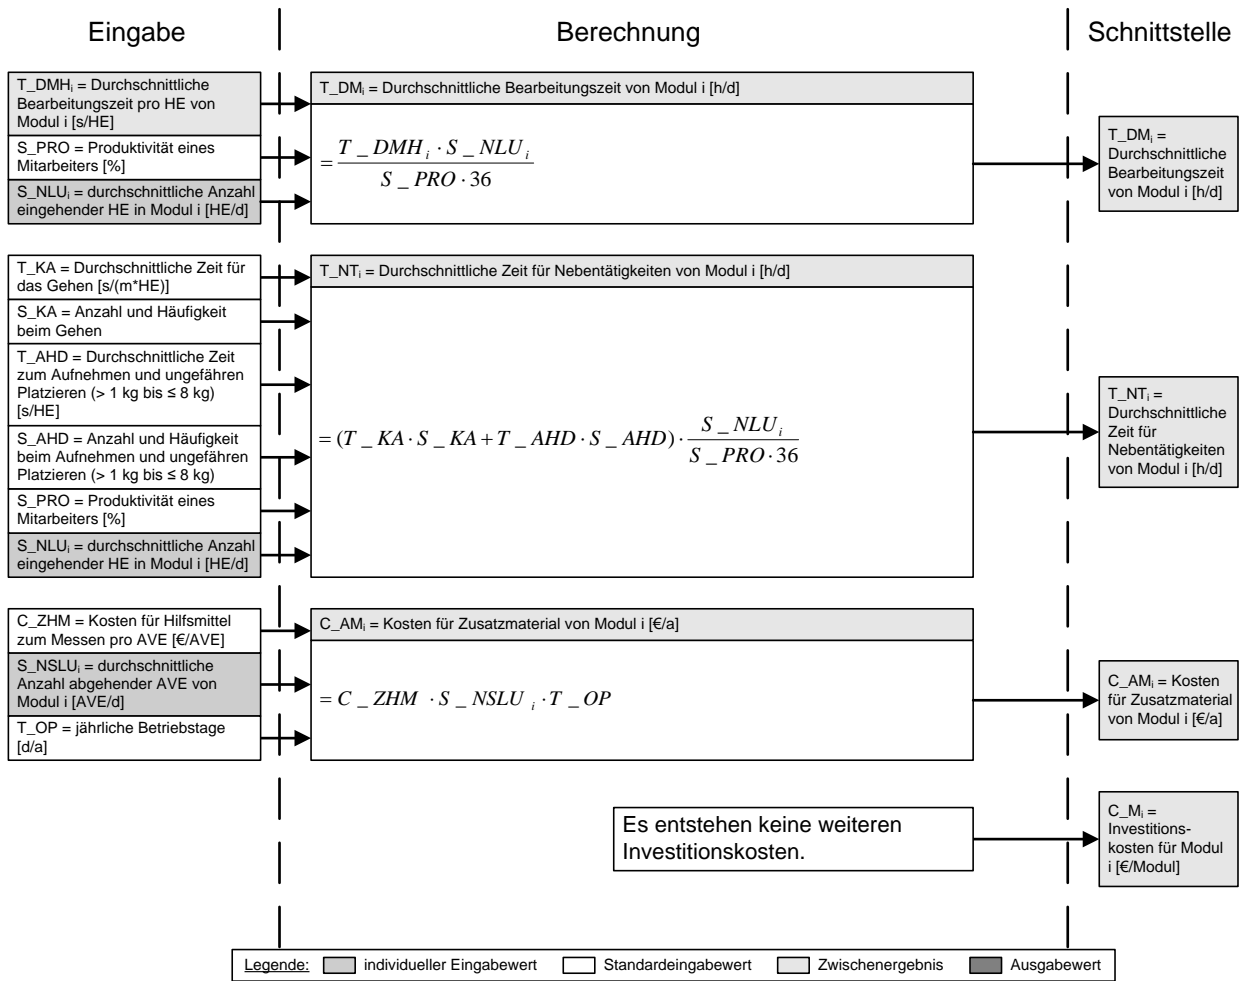 Eingabe
Berechnung
Schnittstelle
T_DMHᵢ = Durchschnittliche
Bearbeitungszeit pro HE von
Modul i [s/HE]
S_PRO = Produktivität eines
Mitarbeiters [%]
S_NLUᵢ = durchschnittliche Anzahl
eingehender HE in Modul i [HE/d]
T_DMᵢ = Durchschnittliche Bearbeitungszeit von Modul i [h/d]
= T_DMHᵢ · S_NLUᵢ
S_PRO · 36
T_DMᵢ =
Durchschnittliche
Bearbeitungszeit
von Modul i [h/d]
T_KA = Durchschnittliche Zeit für
das Gehen [s/(m*HE)]
S_KA = Anzahl und Häufigkeit
beim Gehen
T_AHD = Durchschnittliche Zeit
zum Aufnehmen und ungefähren
Platzieren (> 1 kg bis ≤ 8 kg)
[s/HE]
S_AHD = Anzahl und Häufigkeit
beim Aufnehmen und ungefähren
Platzieren (> 1 kg bis ≤ 8 kg)
S_PRO = Produktivität eines
Mitarbeiters [%]
S_NLUᵢ = durchschnittliche Anzahl
eingehender HE in Modul i [HE/d]
T_NTᵢ = Durchschnittliche Zeit für Nebentätigkeiten von Modul i [h/d]
= (T_KA · S_KA + T_AHD · S_AHD) · S_NLUᵢ
S_PRO · 36
T_NTᵢ =
Durchschnittliche
Zeit für
Nebentätigkeiten
von Modul i [h/d]
C_ZHM = Kosten für Hilfsmittel
zum Messen pro AVE [€/AVE]
S_NSLUᵢ = durchschnittliche
Anzahl abgehender AVE von
Modul i [AVE/d]
T_OP = jährliche Betriebstage
[d/a]
C_AMᵢ = Kosten für Zusatzmaterial von Modul i [€/a]
= C_ZHM · S_NSLUᵢ · T_OP
C_AMᵢ = Kosten
für Zusatzmaterial
von Modul i [€/a]
Es entstehen keine weiteren
Investitionskosten.
C_Mᵢ =
Investitions-
kosten für Modul
i [€/Modul]
Legende: individueller Eingabewert Standardeingabewert Zwischenergebnis Ausgabewert